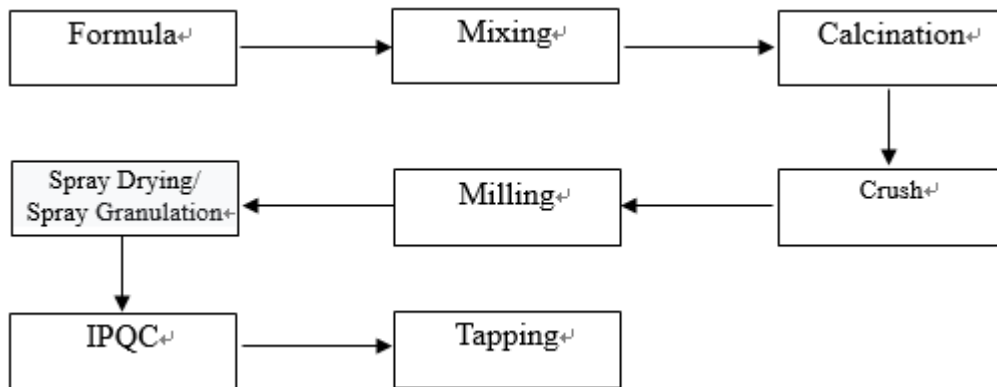 Formula↵
Mixing↵
Calcination↵
Crush↵
Milling↵
Spray Drying/
Spray Granulation↵
IPQC↵
Tapping↵